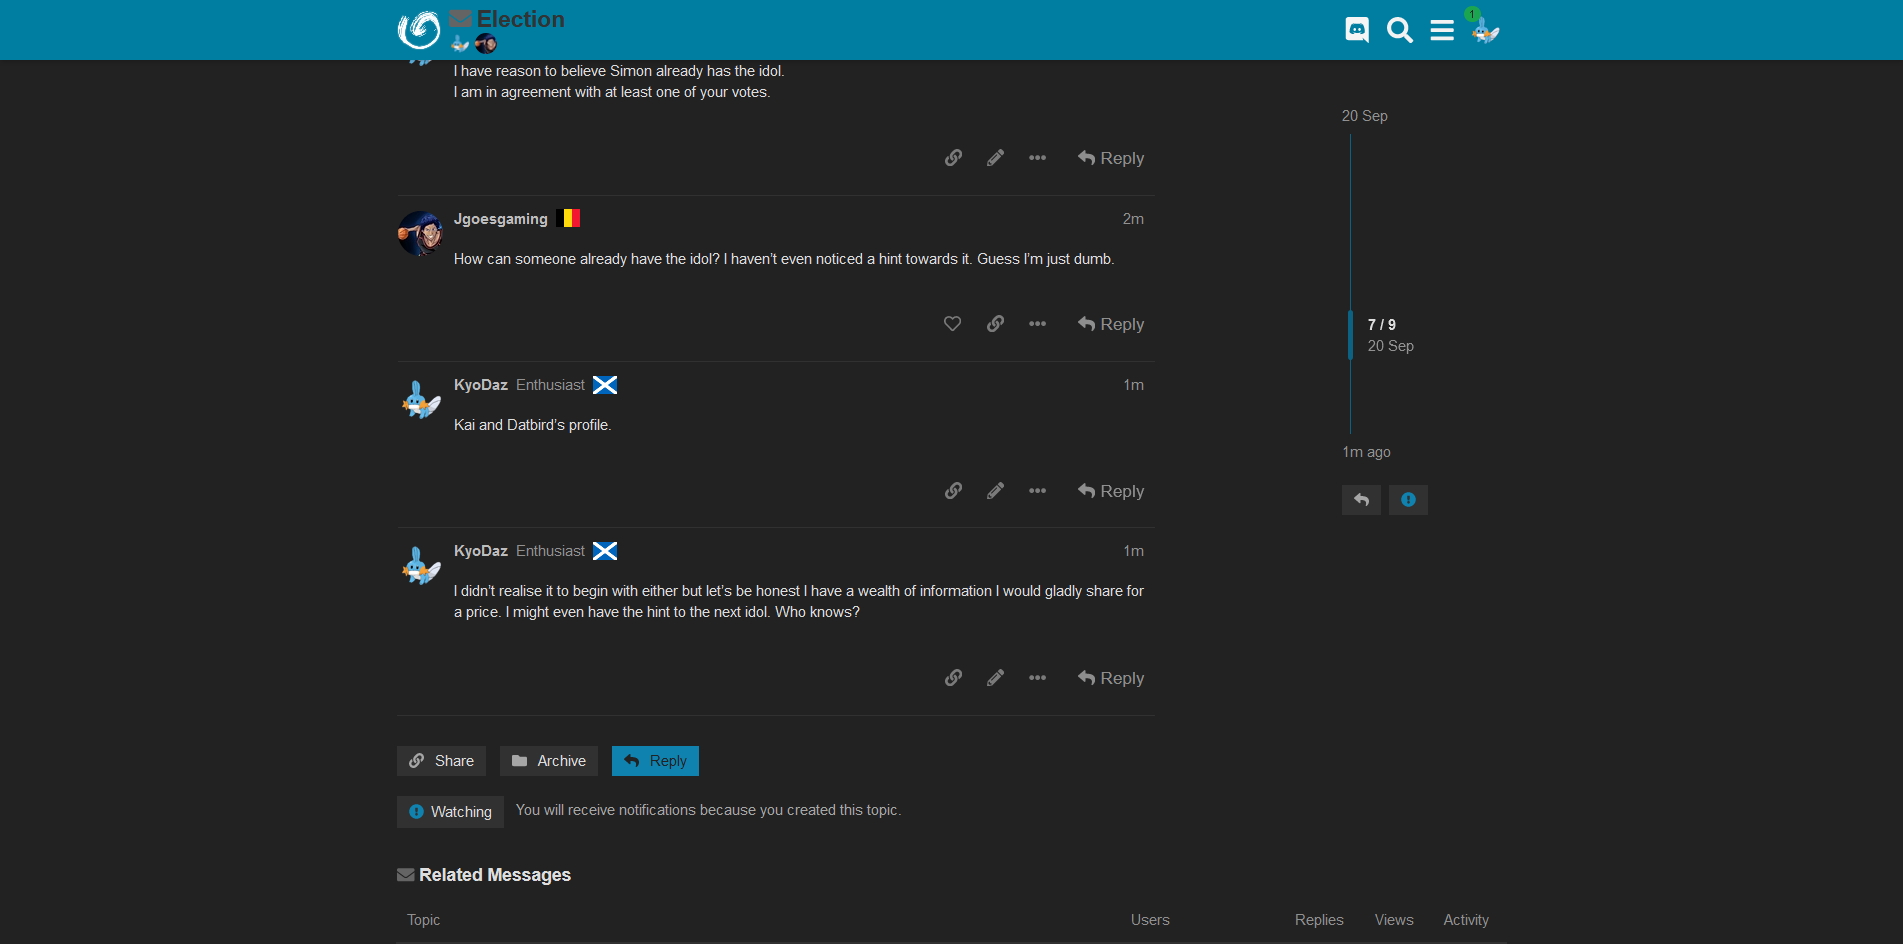 Election
1
I have reason to believe Simon already has the idol.
I am in agreement with at least one of your votes.
Reply
Jgoesgaming 2m
How can someone already have the idol? I haven’t even noticed a hint towards it. Guess I’m just dumb.
Reply
KyoDaz Enthusiast 1m
Kai and Datbird’s profile.
Reply
KyoDaz Enthusiast 1m
I didn’t realise it to begin with either but let’s be honest I have a wealth of information I would gladly share for
a price. I might even have the hint to the next idol. Who knows?
Reply
20 Sep
7 / 9
20 Sep
1m ago
Share Archive Reply
Watching You will receive notifications because you created this topic.
Related Messages
Topic Users Replies Views Activity